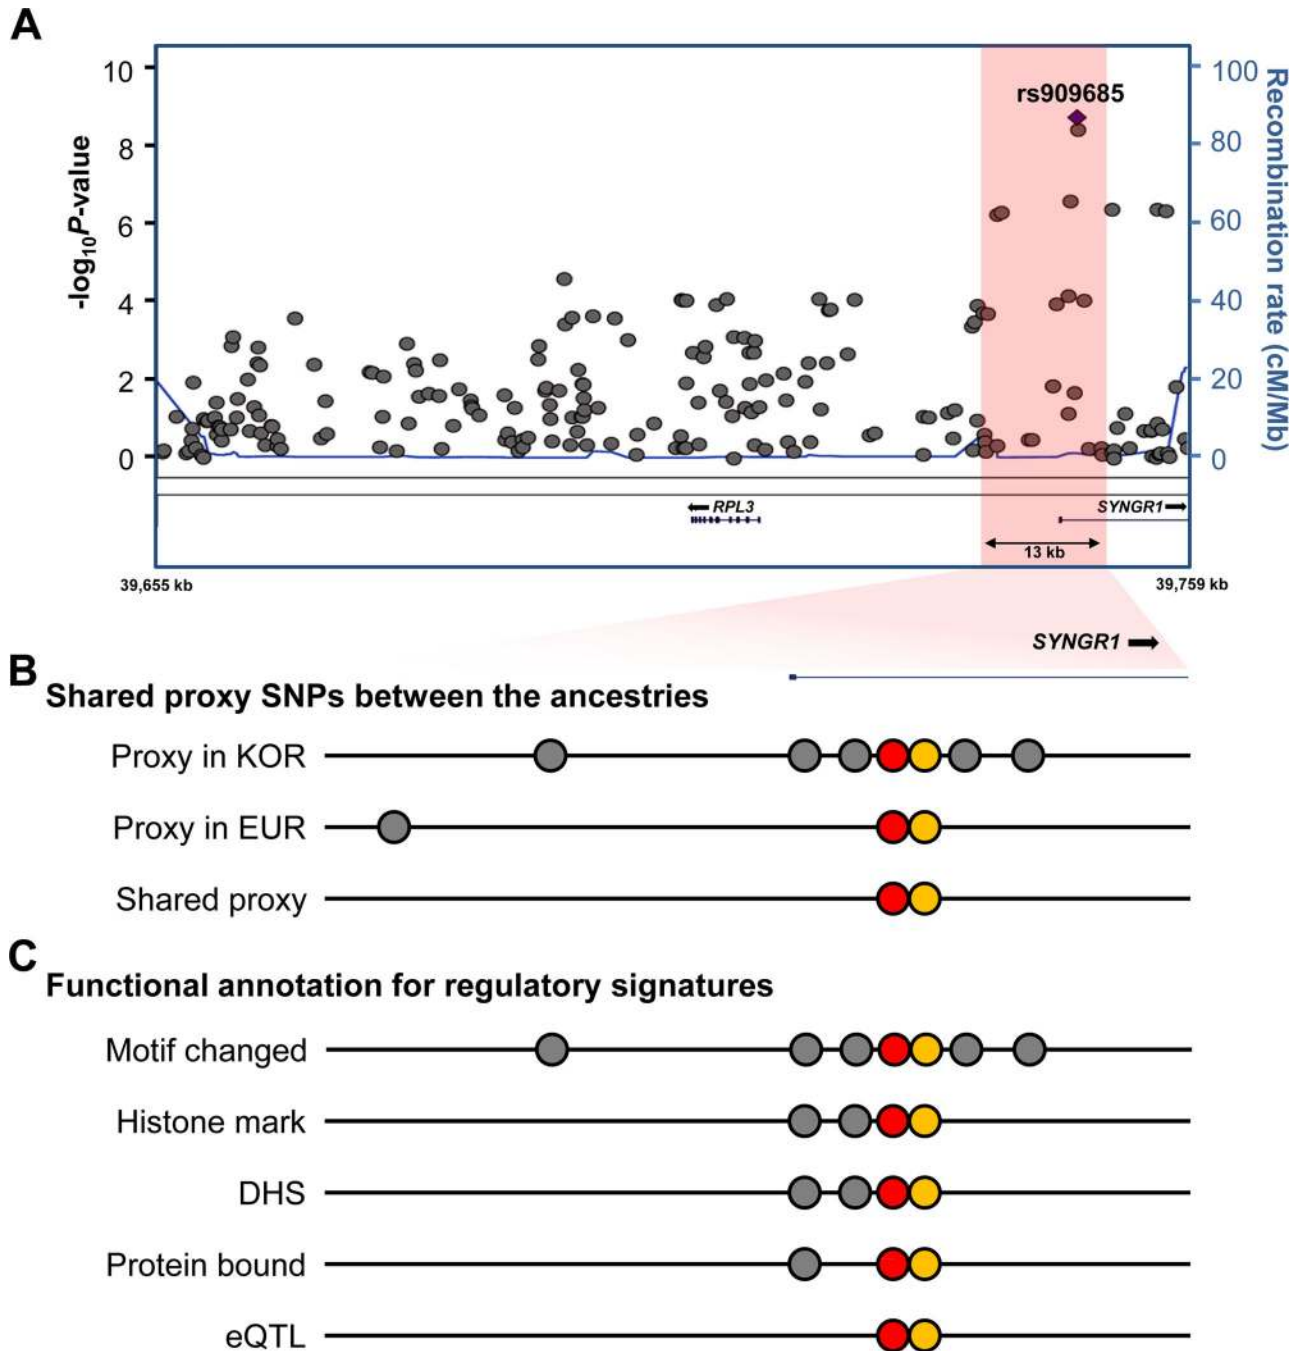 A
10
8
6
4
2
0
-log10P-value
100
80
60
40
20
0
Recombination rate (cM/Mb)
rs909685
RPL3
SYNGR1
13 kb
39,655 kb
39,759 kb
SYNGR1
B
Shared proxy SNPs between the ancestries
Proxy in KOR
Proxy in EUR
Shared proxy
C
Functional annotation for regulatory signatures
Motif changed
Histone mark
DHS
Protein bound
eQTL